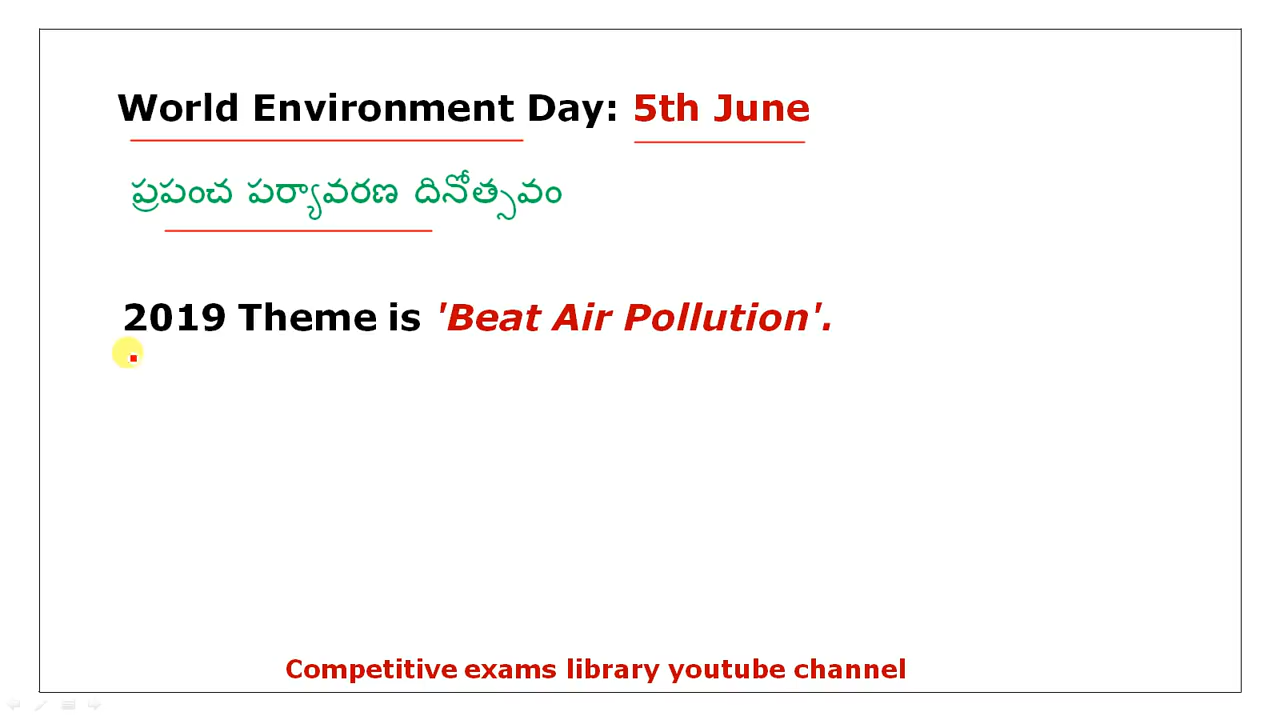 World Environment Day: 5th June
ప్రపంచ పర్యావరణ దినోత్సవం
2019 Theme is 'Beat Air Pollution'.
Competitive exams library youtube channel